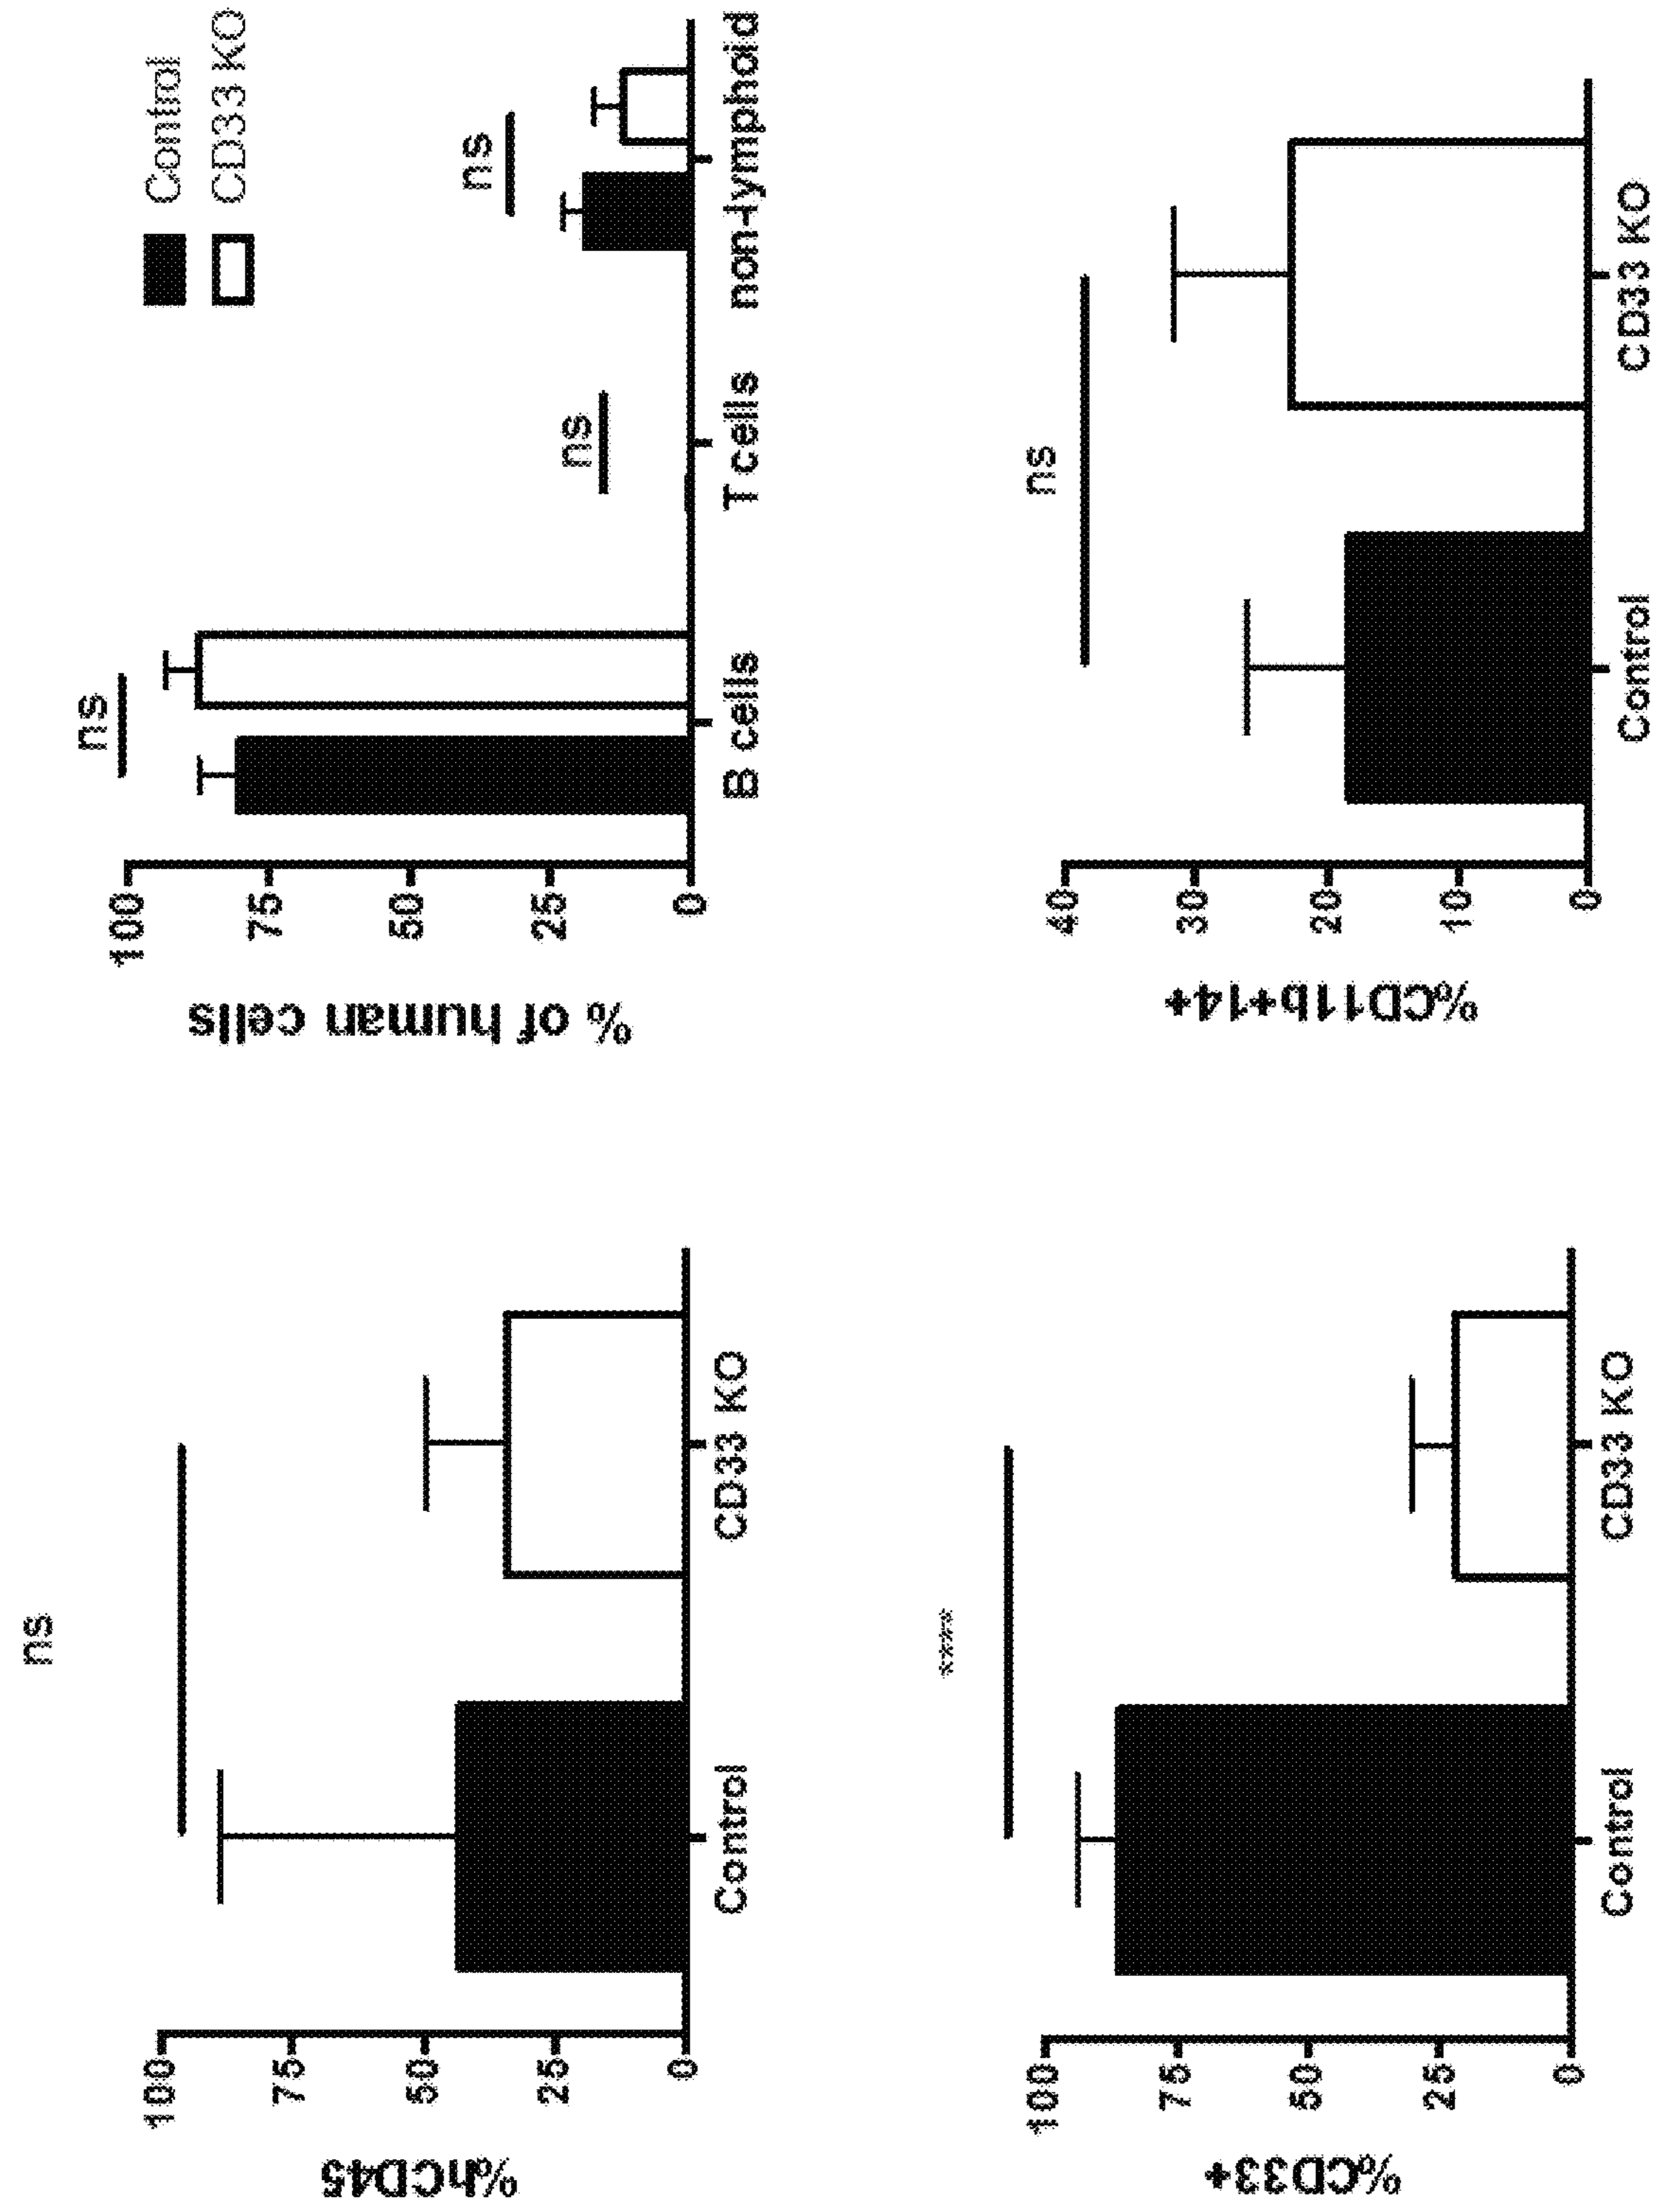 ns
%hCD45
100
75
50
25
0
Control
CD33 KO
ns
ns
ns
Control
CD33 KO
% of human cells
100
75
50
25
0
B cells
T cells
non-lymphoid
****
%CD33+
100
75
50
25
0
Control
CD33 KO
ns
%CD11b+14+
40
30
20
10
0
Control
CD33 KO